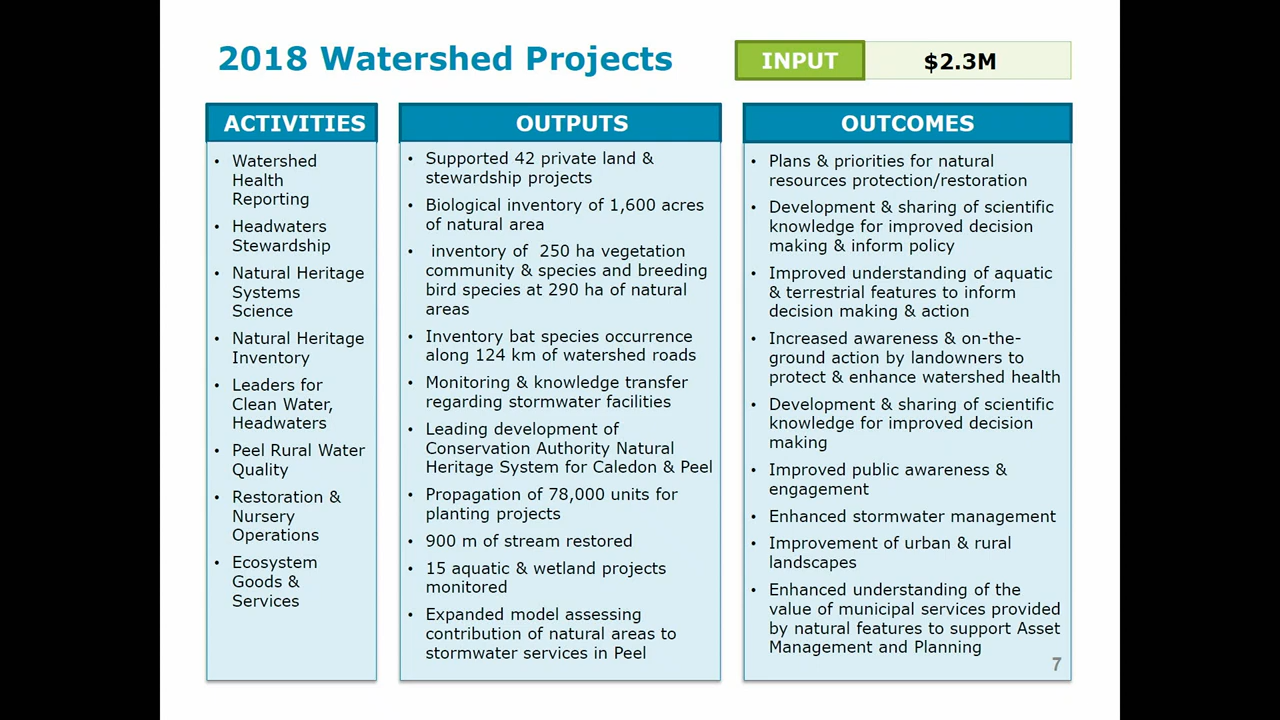 2018 Watershed Projects
INPUT
$2.3M
ACTIVITIES
• Watershed
Health
Reporting
• Headwaters
Stewardship
• Natural Heritage
Systems
Science
• Natural Heritage
Inventory
• Leaders for
Clean Water,
Headwaters
• Peel Rural Water
Quality
• Restoration &
Nursery
Operations
• Ecosystem
Goods &
Services
OUTPUTS
• Supported 42 private land &
stewardship projects
• Biological inventory of 1,600 acres
of natural area
• inventory of 250 ha vegetation
community & species and breeding
bird species at 290 ha of natural
areas
• Inventory bat species occurrence
along 124 km of watershed roads
• Monitoring & knowledge transfer
regarding stormwater facilities
• Leading development of
Conservation Authority Natural
Heritage System for Caledon & Peel
• Propagation of 78,000 units for
planting projects
• 900 m of stream restored
• 15 aquatic & wetland projects
monitored
• Expanded model assessing
contribution of natural areas to
stormwater services in Peel
OUTCOMES
• Plans & priorities for natural
resources protection/restoration
• Development & sharing of scientific
knowledge for improved decision
making & inform policy
• Improved understanding of aquatic
& terrestrial features to inform
decision making & action
• Increased awareness & on-the-
ground action by landowners to
protect & enhance watershed health
• Development & sharing of scientific
knowledge for improved decision
making
• Improved public awareness &
engagement
• Enhanced stormwater management
• Improvement of urban & rural
landscapes
• Enhanced understanding of the
value of municipal services provided
by natural features to support Asset
Management and Planning
7